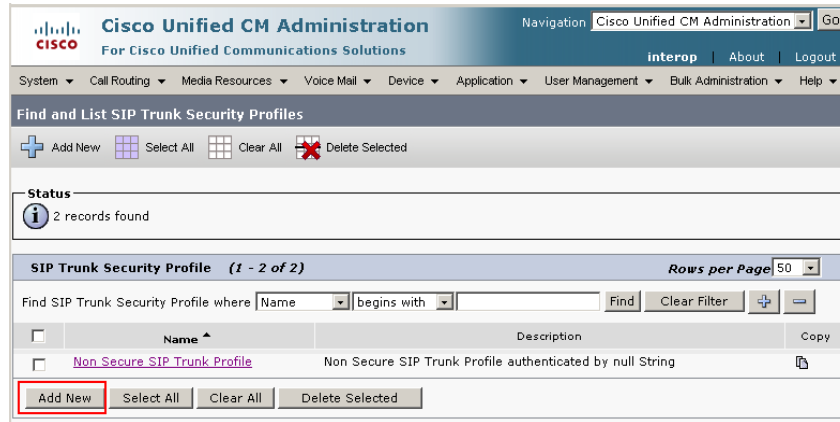 Cisco Unified CM Administration
Navigation Cisco Unified CM Administration Go
CISCO
For Cisco Unified Communications Solutions
interop | About | Logout
System Call Routing Media Resources Voice Mail Device Application User Management Bulk Administration Help
Find and List SIP Trunk Security Profiles
Add New Select All Clear All Delete Selected
Status
i 2 records found
SIP Trunk Security Profile (1 - 2 of 2) Rows per Page 50
Find SIP Trunk Security Profile where Name begins with Find Clear Filter
Name Description Copy
Non Secure SIP Trunk Profile Non Secure SIP Trunk Profile authenticated by null String
Add New Select All Clear All Delete Selected